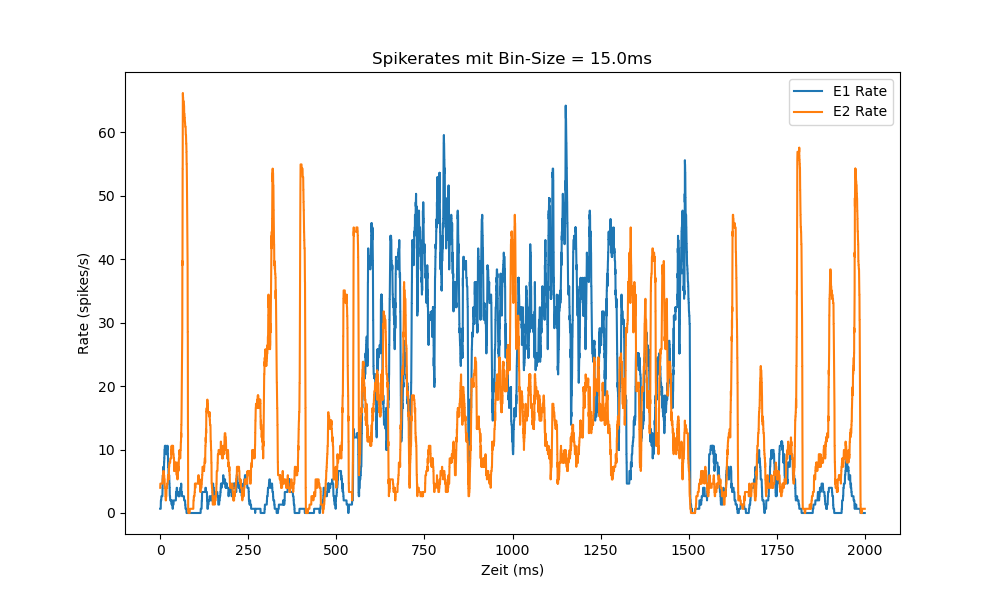 Spikerates mit Bin-Size = 15.0ms
E1 Rate
E2 Rate
Rate (spikes/s)
60
50
40
30
20
10
0
0 250 500 750 1000 1250 1500 1750 2000
Zeit (ms)